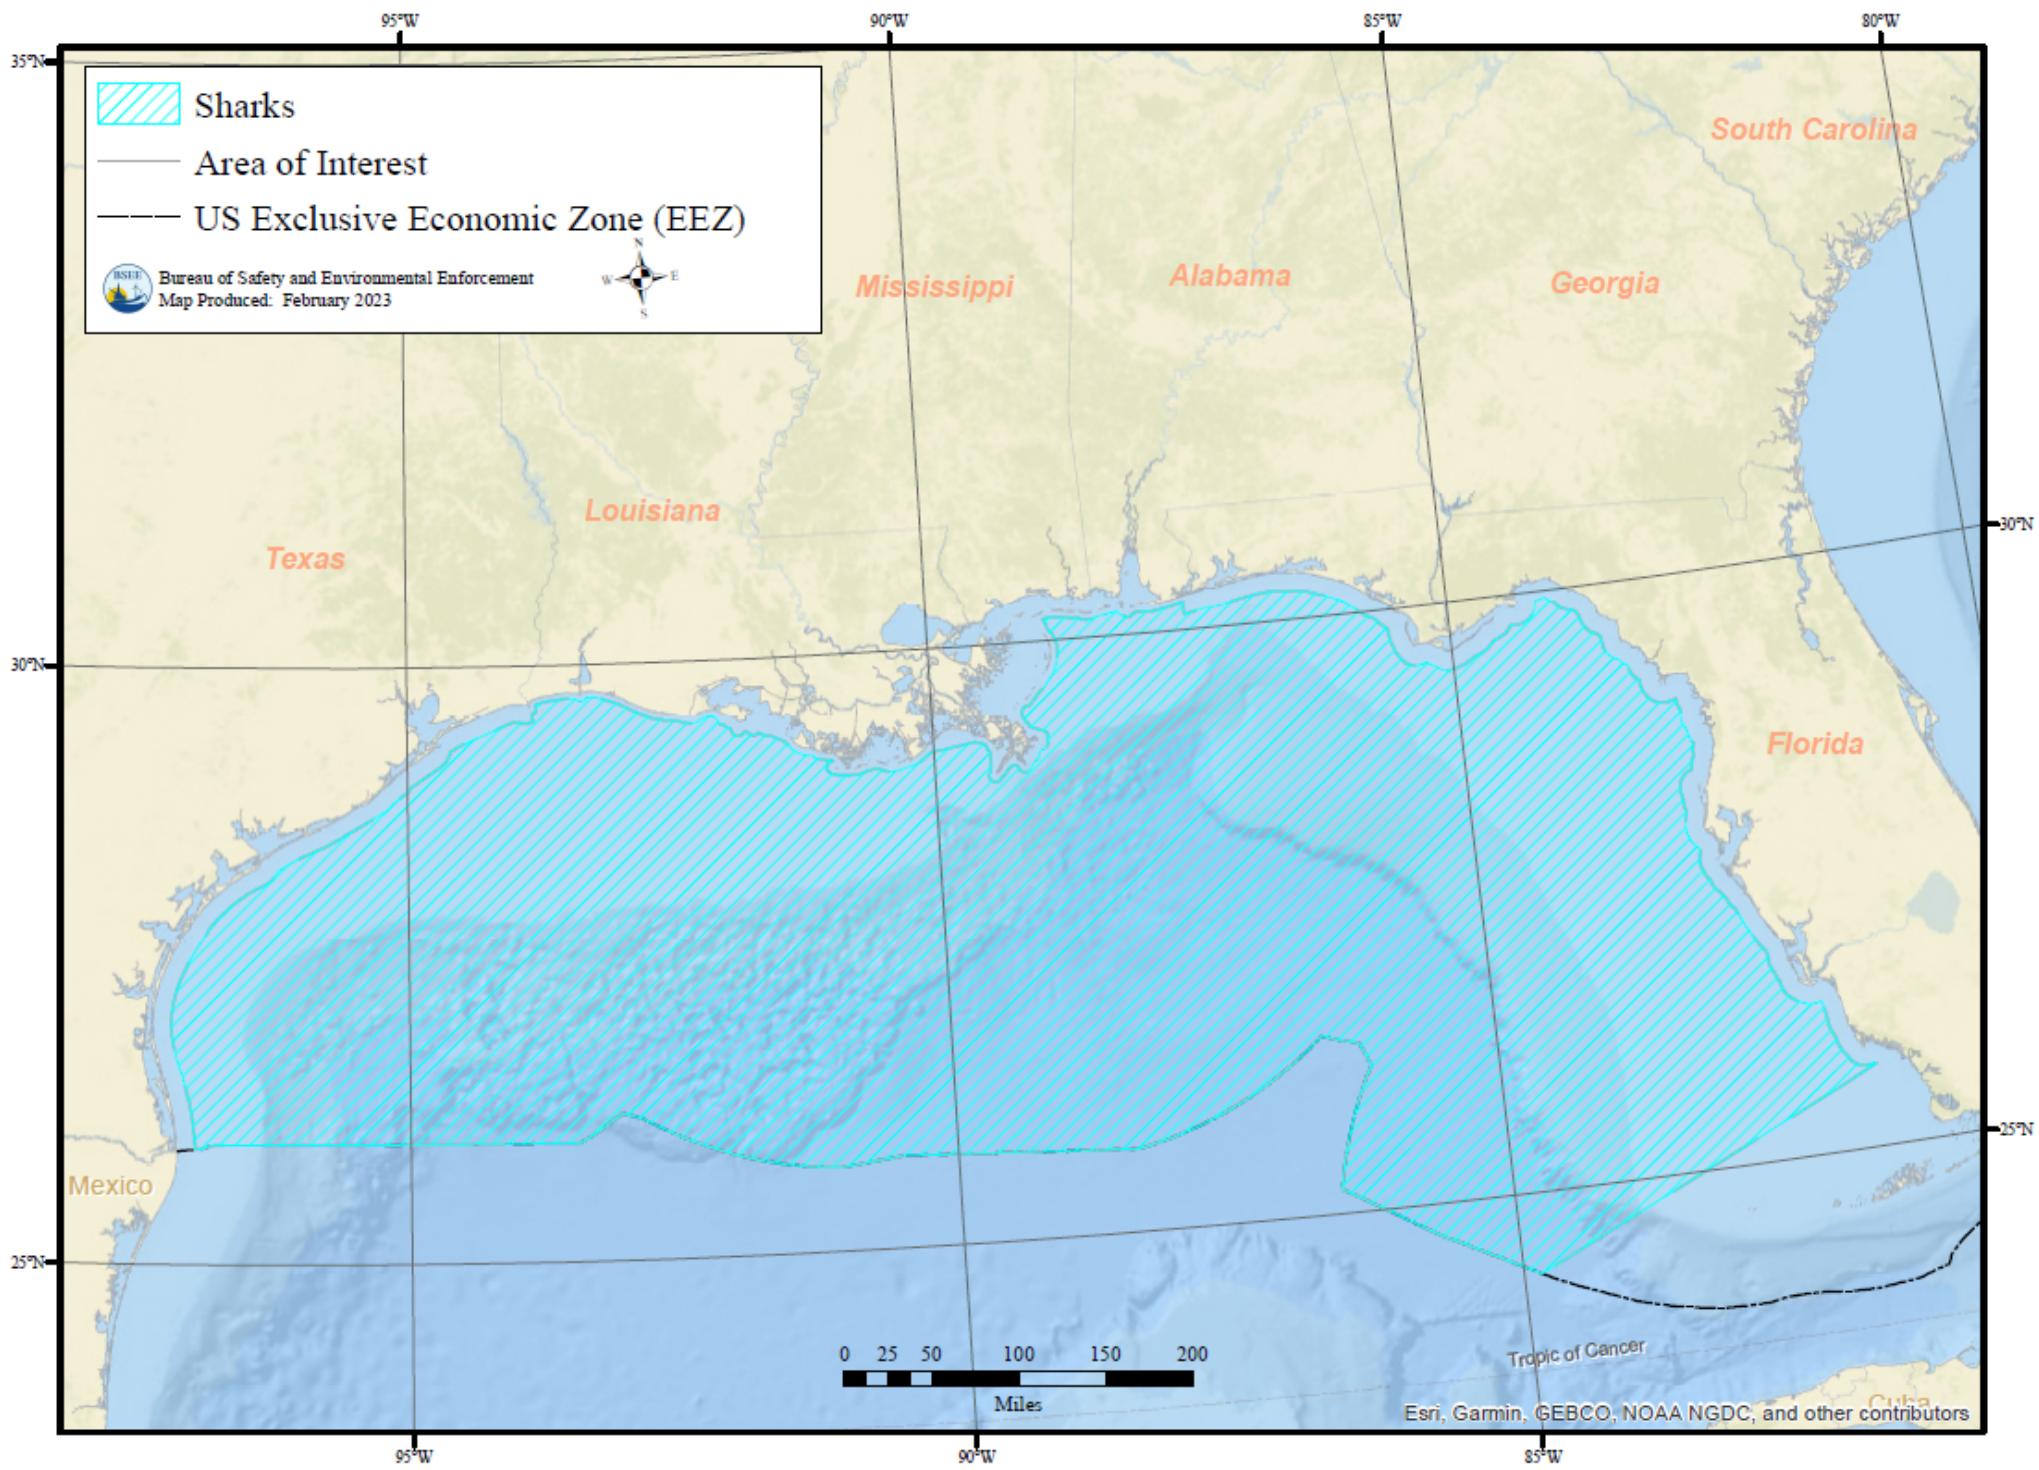 95°W 90°W 85°W 80°W
35°N
Sharks
Area of Interest
US Exclusive Economic Zone (EEZ)
N
W E
S
BSEE
Bureau of Safety and Environmental Enforcement
Map Produced: February 2023
South Carolina
Mississippi
Alabama
Georgia
Louisiana
Texas
30°N
30°N
Florida
25°N
Mexico
25°N
0 25 50 100 150 200
Miles
Tropic of Cancer
Cuba
Esri, Garmin, GEBCO, NOAA NGDC, and other contributors
95°W 90°W 85°W